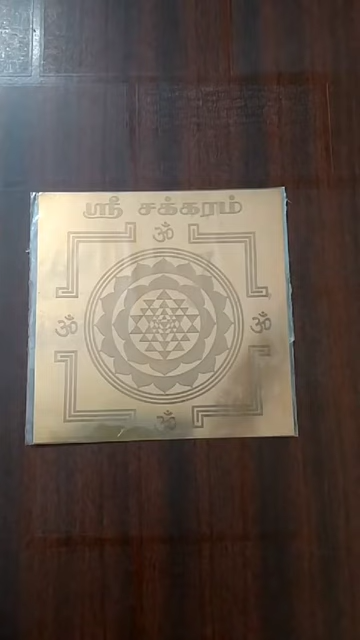 ஸ்ரீ சக்கரம்
ॐ
ॐ ॐ
ॐ